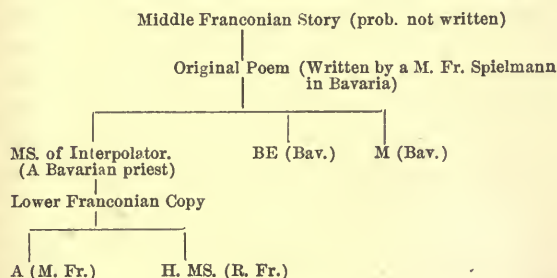 Middle Franconian Story (prob. not written)
Original Poem (Written by a M. Fr. Spielmann
in Bavaria)
MS. of Interpolator. BE (Bav.) M (Bav.)
(A Bavarian priest)
Lower Franconian Copy
A (M. Fr.) H. MS. (R. Fr.)